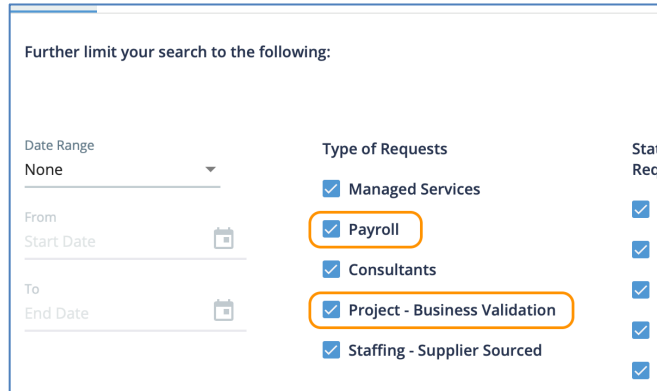 Further limit your search to the following:
Date Range
None
From
Start Date
To
End Date
Type of Requests
Managed Services
Payroll
Consultants
Project - Business Validation
Staffing - Supplier Sourced